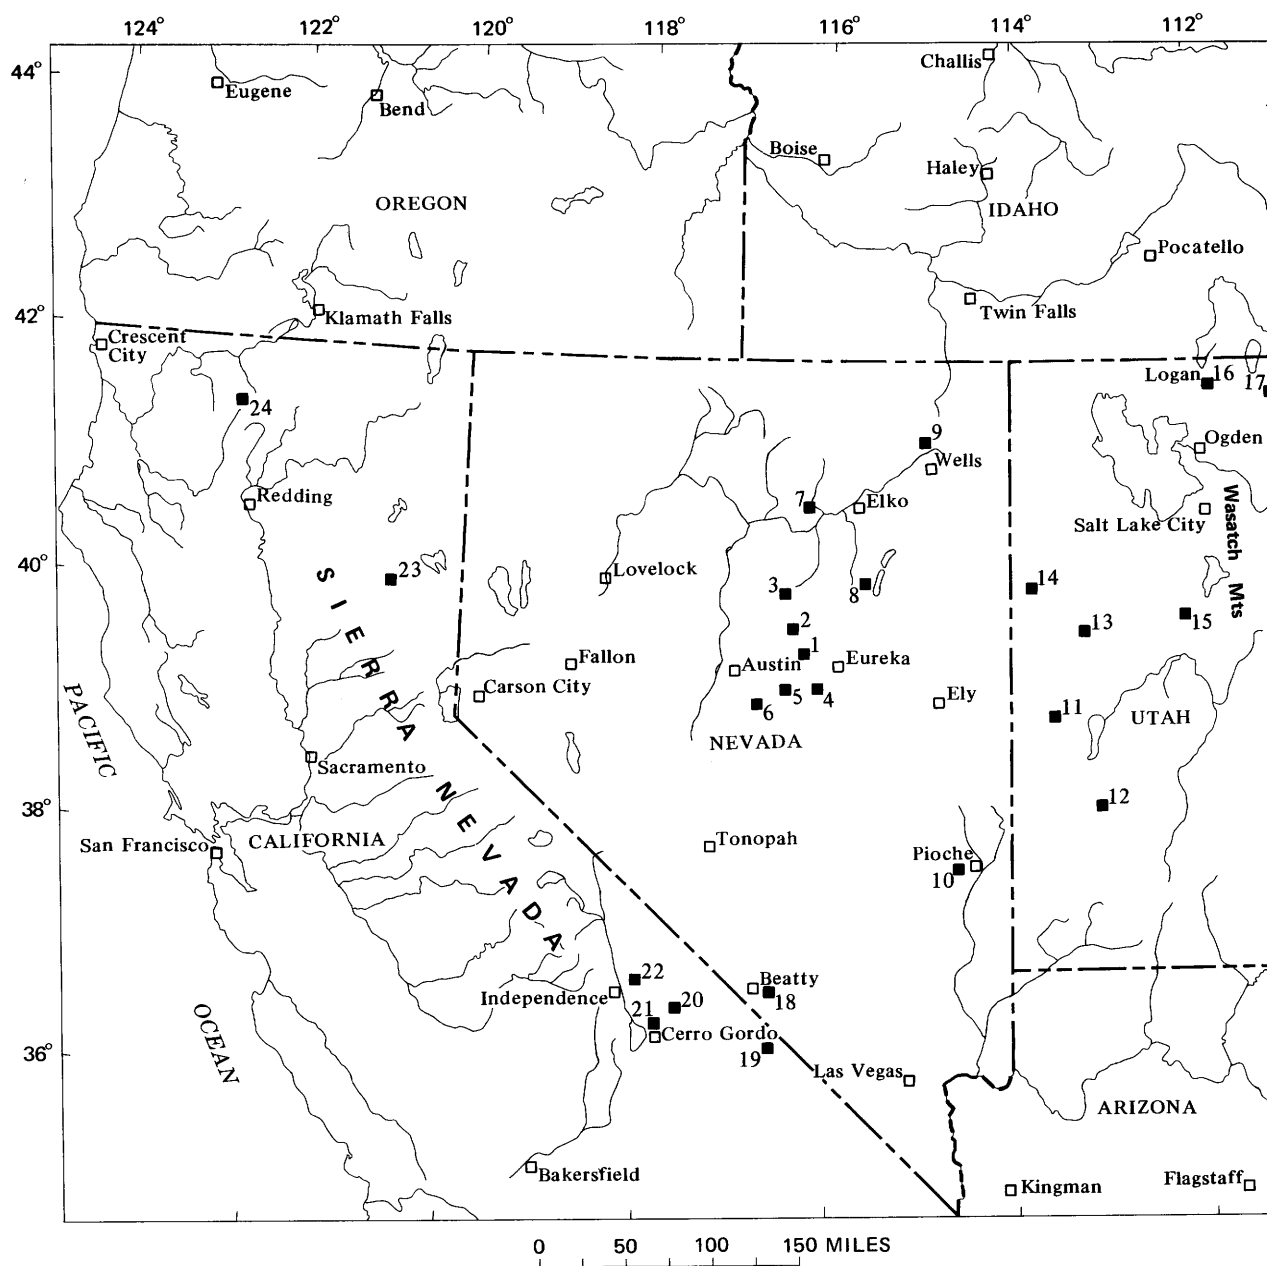 124° 122° 120° 118° 116° 114° 112°
44°
Eugene
Bend
Challis
Boise
Haley
OREGON
IDAHO
Pocatello
Klamath Falls
Twin Falls
42°
Crescent
City
Logan 16
17
24
9
Ogden
Wells
Redding
7
Elko
Salt Lake City
Wasatch Mts
40°
23
Lovelock
3
8
14
2
13
15
SIERRA NEVADA
1
Fallon
Austin
Eureka
Carson City
5
4
6
Ely
11
UTAH
NEVADA
PACIFIC
Sacramento
12
38°
San Francisco
CALIFORNIA
Tonopah
Pioche
10
22
Beatty
Independence
20
18
21
Cerro Gordo
OCEAN
36°
19
Las Vegas
ARIZONA
Bakersfield
Kingman
Flagstaff
0 50 100 150 MILES